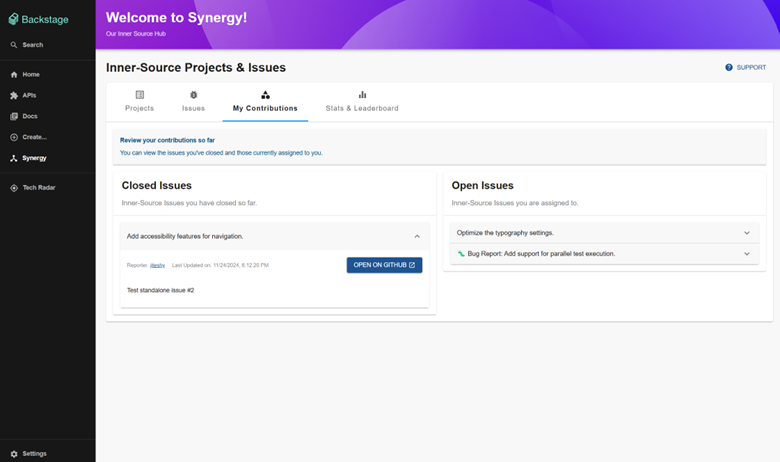 Backstage
Search
Home
APIs
Docs
Create...
Synergy
Tech Radar
Settings
Welcome to Synergy!
Our Inner Source Hub
Inner-Source Projects & Issues
SUPPORT
Projects
Issues
My Contributions
Stats & Leaderboard
Review your contributions so far
You can view the issues you've closed and those currently assigned to you.
Closed Issues
Inner-Source Issues you have closed so far.
Add accessibility features for navigation.
Reporter: Last Updated on: 11/24/2024, 6:12:20 PM
OPEN ON GITHUB
Test standalone issue #2
Open Issues
Inner-Source Issues you are assigned to.
Optimize the typography settings.
Bug Report: Add support for parallel test execution.